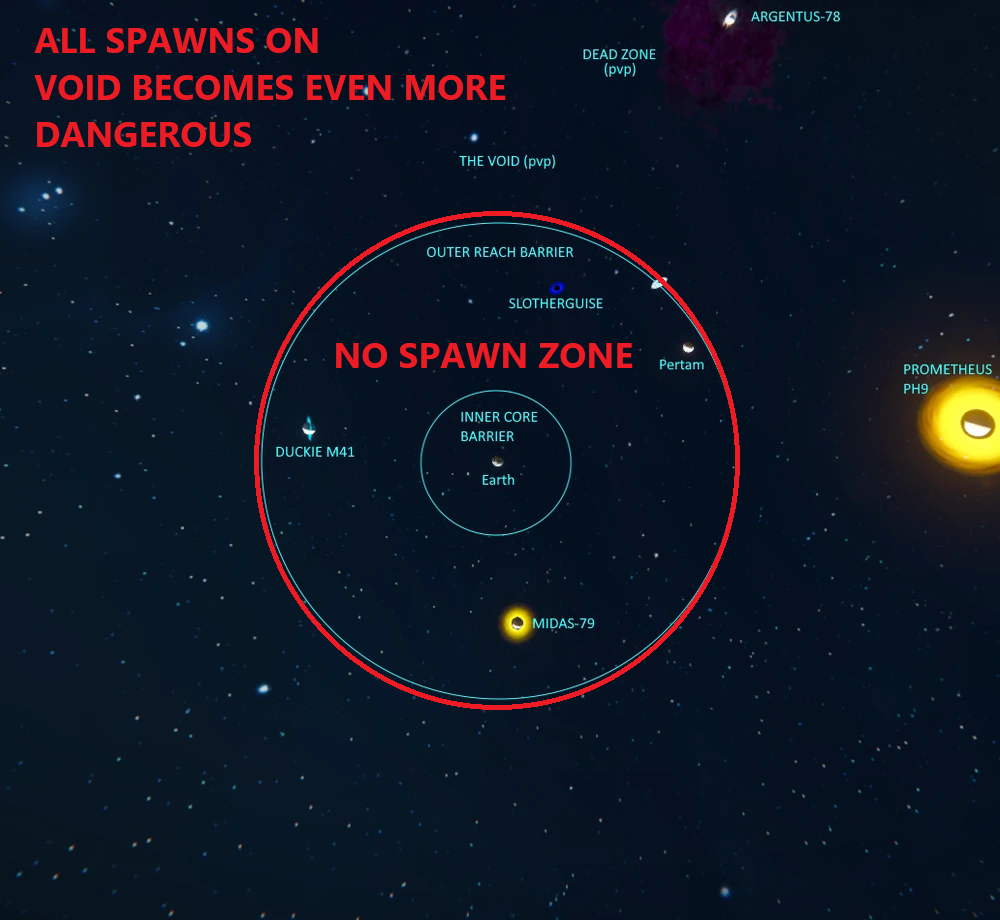 ALL SPAWNS ON
VOID BECOMES EVEN MORE
DANGEROUS
ARGENTUS-78
DEAD ZONE
(pvp)
THE VOID (pvp)
OUTER REACH BARRIER
SLOTHERGUISE
NO SPAWN ZONE
Pertam
PROMETHEUS
PH9
INNER CORE
BARRIER
DUCKIE M41
Earth
MIDAS-79